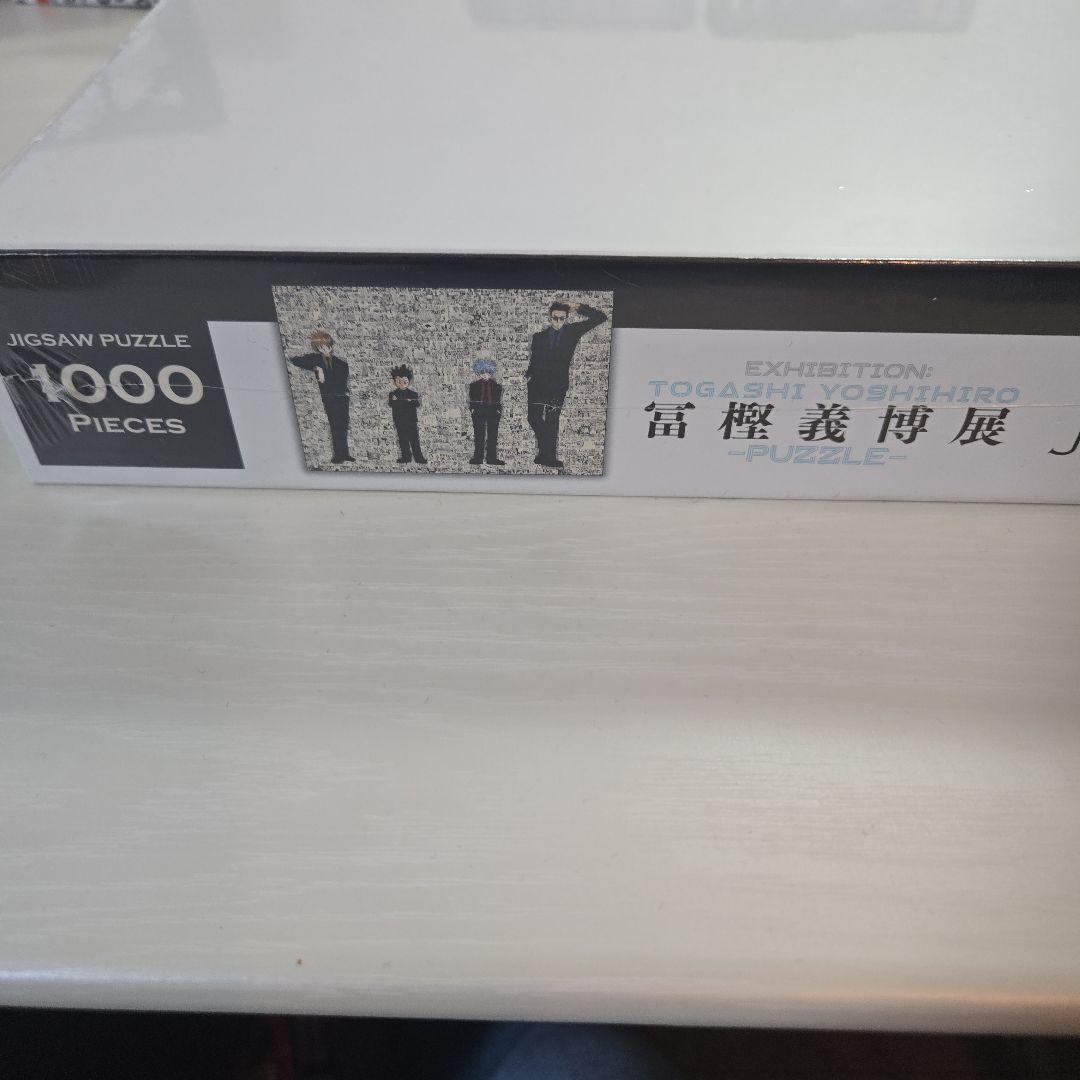 JIGSAW PUZZLE
1000
PIECES
EXHIBITION:
TOGASHI YOSHIHIRO
冨樫義博展
-PUZZLE-